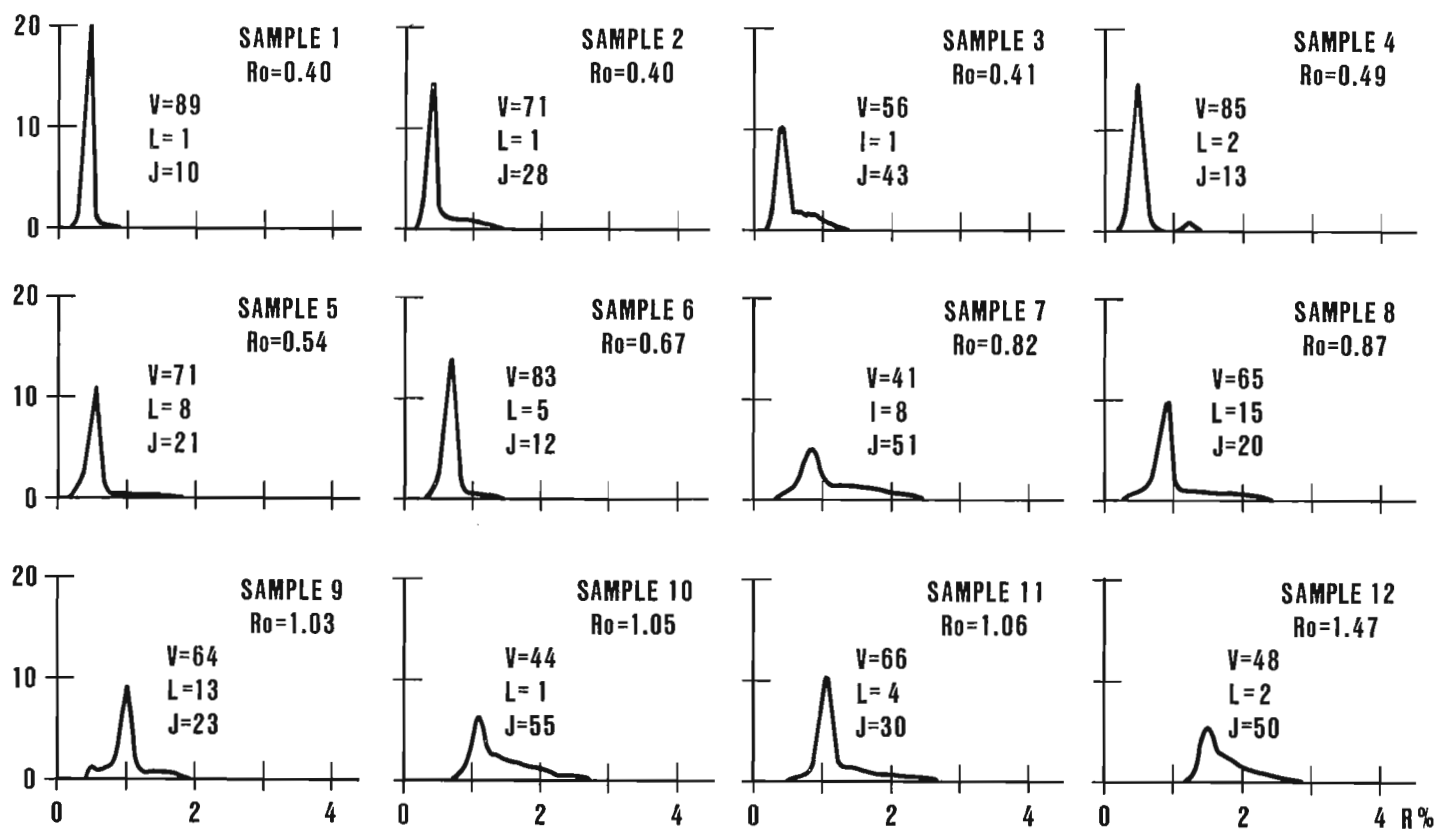 20
10
0
SAMPLE 1
Ro=0.40
V=89
L= 1
J=10
SAMPLE 2
Ro=0.40
V=71
L= 1
J=28
SAMPLE 3
Ro=0.41
V=56
I= 1
J=43
SAMPLE 4
Ro=0.49
V=85
L=2
J=13
20
10
0
SAMPLE 5
Ro=0.54
V=71
L= 8
J=21
SAMPLE 6
Ro=0.67
V=83
L=5
J=12
SAMPLE 7
Ro=0.82
V=41
I=8
J=51
SAMPLE 8
Ro=0.87
V=65
L=15
J=20
20
10
0
SAMPLE 9
Ro=1.03
V=64
L=13
J=23
SAMPLE 10
Ro=1.05
V=44
L= 1
J=55
SAMPLE 11
Ro=1.06
V=66
L= 4
J=30
SAMPLE 12
Ro=1.47
V=48
L=2
J=50
0 2 4
0 2 4
0 2 4
0 2 4 R%